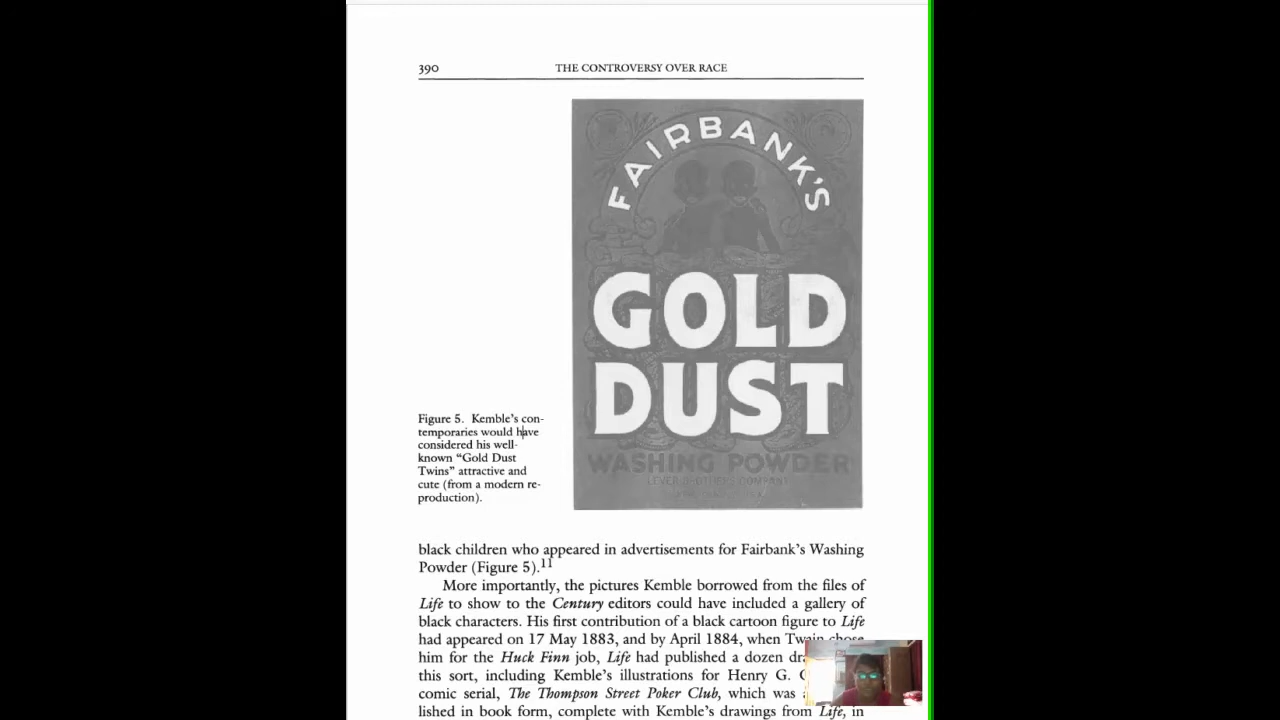 390
THE CONTROVERSY OVER RACE
FAIRBANK'S
GOLD
DUST
WASHING POWDER
LEVER BROTHERS COMPANY
Figure 5. Kemble's con-
temporaries would have
considered his well-
known “Gold Dust
Twins” attractive and
cute (from a modern re-
production).
black children who appeared in advertisements for Fairbank's Washing
Powder (Figure 5).11
More importantly, the pictures Kemble borrowed from the files of
Life to show to the Century editors could have included a gallery of
black characters. His first contribution of a black cartoon figure to Life
had appeared on 17 May 1883, and by April 1884, when Twain chose
him for the Huck Finn job, Life had published a dozen
this sort, including Kemble's illustrations for Henry G.
comic serial, The Thompson Street Poker Club, which was
lished in book form, complete with Kemble's drawings from Life, in